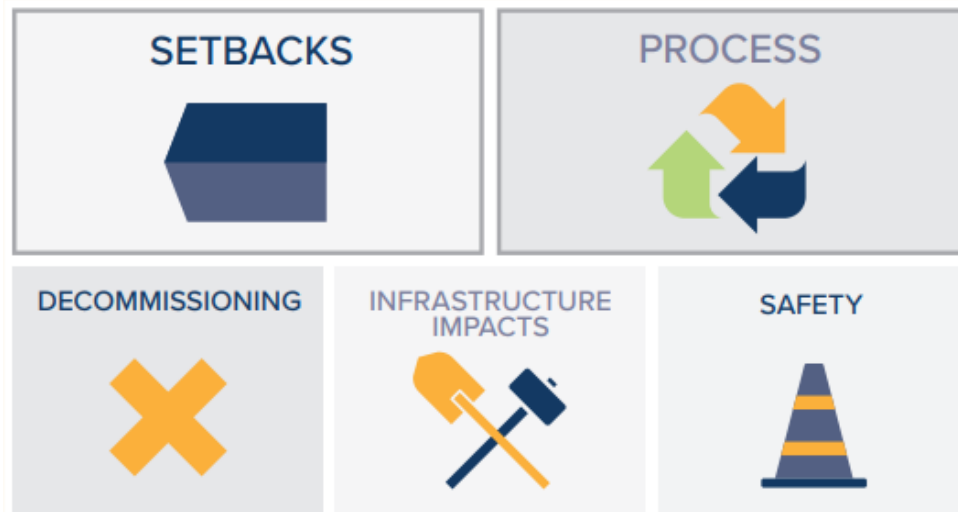 SETBACKS
PROCESS
DECOMMISSIONING
INFRASTRUCTURE
IMPACTS
SAFETY